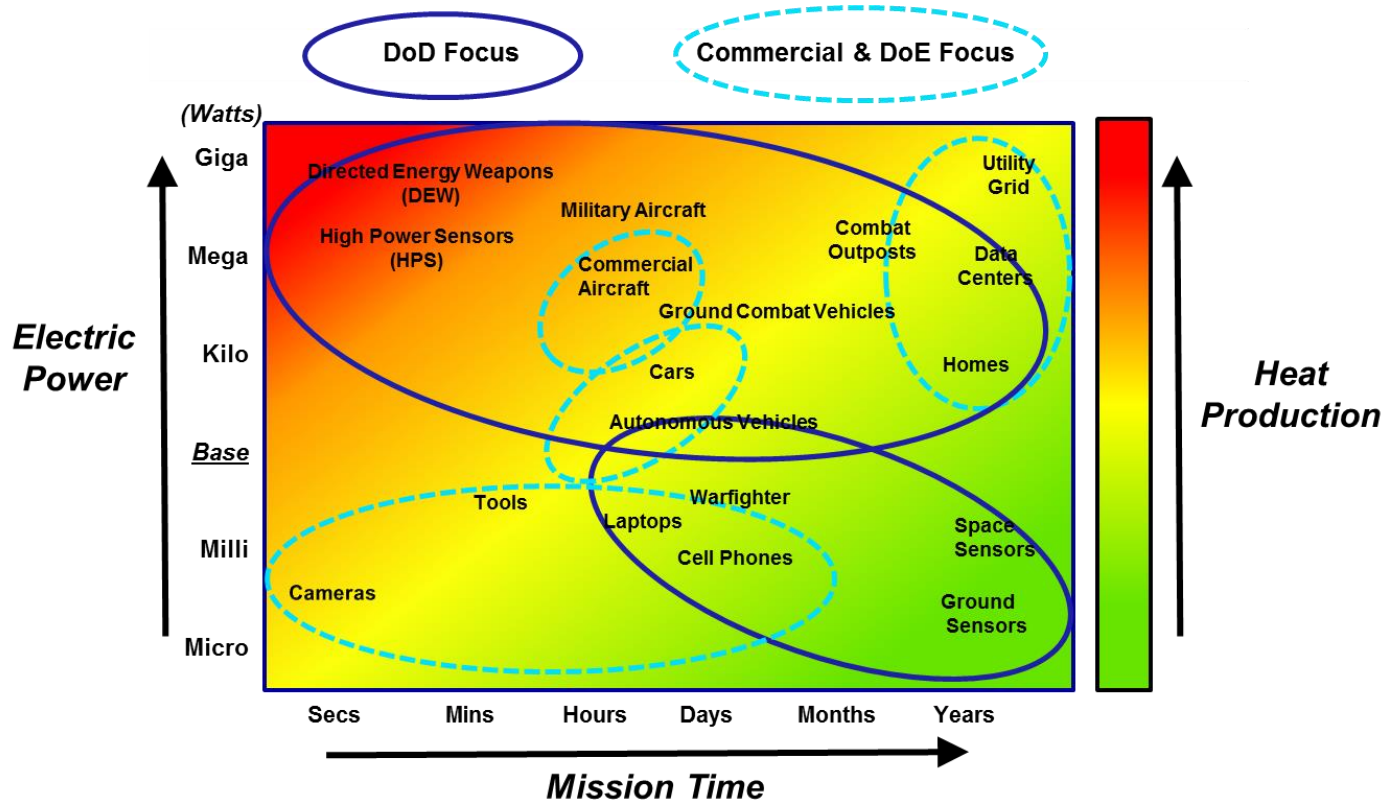 DoD Focus
Commercial & DoE Focus
(Watts)
Giga
Mega
Kilo
Base
Milli
Micro
Electric
Power
Directed Energy Weapons
(DEW)
High Power Sensors
(HPS)
Military Aircraft
Commercial
Aircraft
Ground Combat Vehicles
Combat
Outposts
Utility
Grid
Data
Centers
Homes
Cars
Autonomous Vehicles
Tools
Warfighter
Laptops
Cell Phones
Cameras
Space
Sensors
Ground
Sensors
Heat
Production
Secs
Mins
Hours
Days
Months
Years
Mission Time